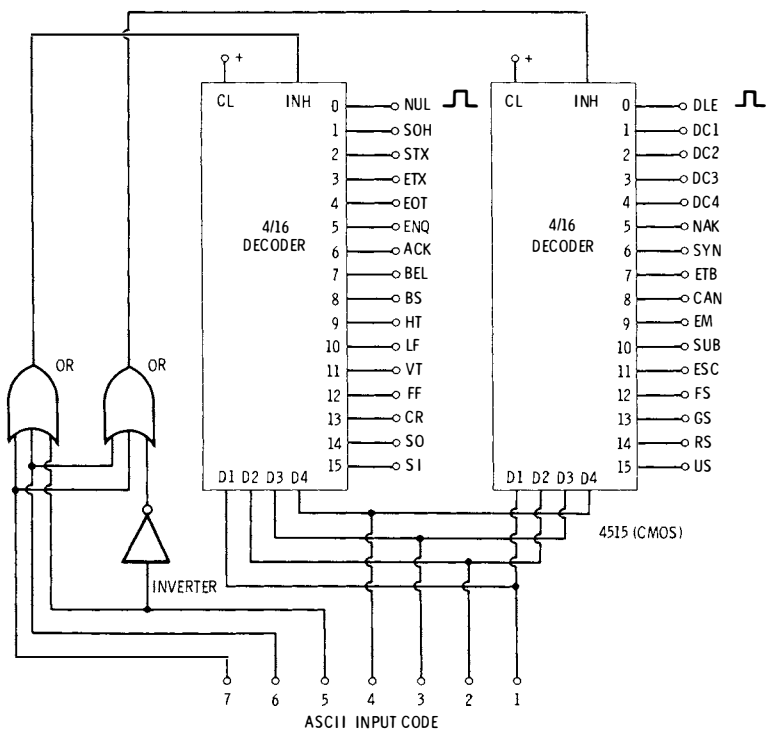 + +
CL INH CL INH
0 NUL 0 DLE
1 SOH 1 DC1
2 STX 2 DC2
3 ETX 3 DC3
4 EOT 4 DC4
5 ENQ 5 NAK
6 ACK 6 SYN
7 BEL 7 ETB
8 BS 8 CAN
9 HT 9 EM
10 LF 10 SUB
11 VT 11 ESC
12 FF 12 FS
13 CR 13 GS
14 SO 14 RS
15 SI 15 US
4/16
DECODER
4/16
DECODER
OR OR
D1 D2 D3 D4 D1 D2 D3 D4
4515 (CMOS)
INVERTER
7 6 5 4 3 2 1
ASCII INPUT CODE